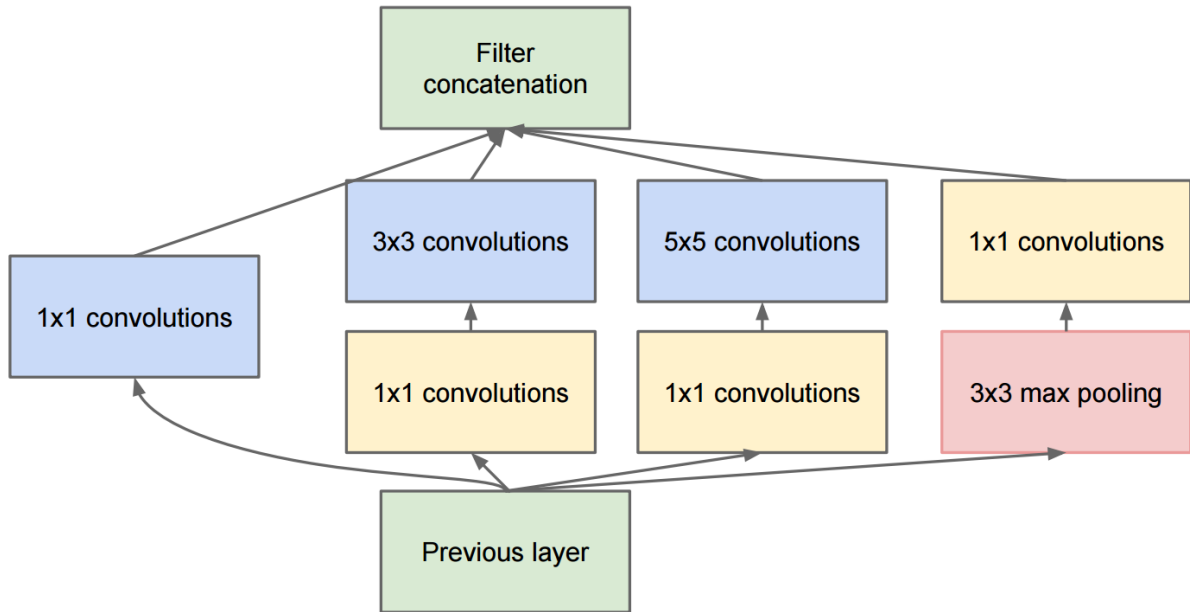 Filter
concatenation
3x3 convolutions
5x5 convolutions
1x1 convolutions
1x1 convolutions
1x1 convolutions
1x1 convolutions
3x3 max pooling
Previous layer